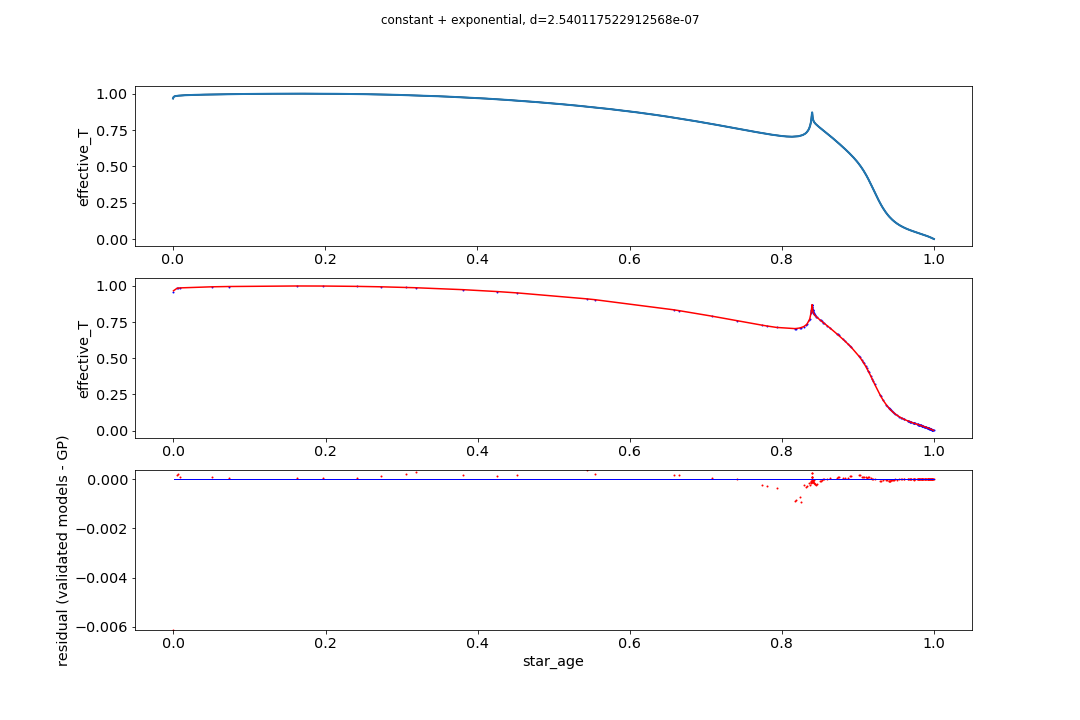 constant + exponential, d=2.540117522912568e-07
1.00
0.75
0.50
0.25
0.00
effective_T
0.0 0.2 0.4 0.6 0.8 1.0
1.00
0.75
0.50
0.25
0.00
effective_T
0.0 0.2 0.4 0.6 0.8 1.0
0.000
−0.002
−0.004
−0.006
residual (validated models - GP)
0.0 0.2 0.4 0.6 0.8 1.0
star_age